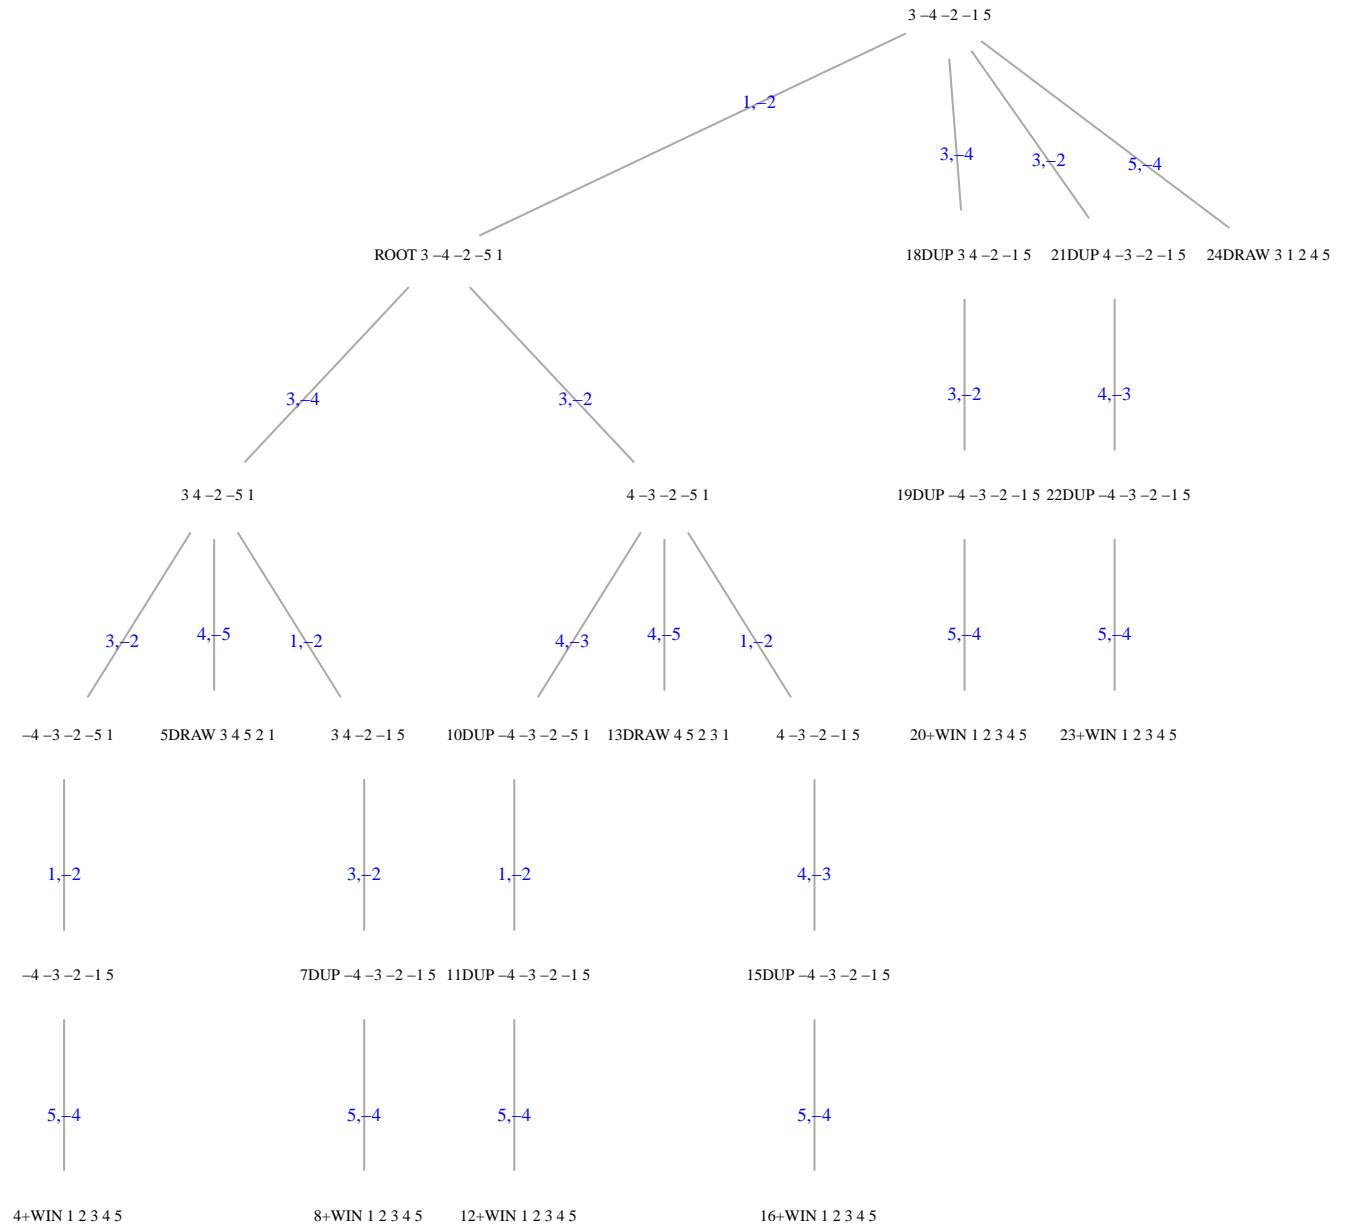 3 –4 –2 –1 5
1,–2
3,–4
3,–2
5,–4
ROOT 3 –4 –2 –5 1
18DUP 3 4 –2 –1 5
21DUP 4 –3 –2 –1 5
24DRAW 3 1 2 4 5
3,–4
3,–2
3,–2
4,–3
3 4 –2 –5 1
4 –3 –2 –5 1
19DUP –4 –3 –2 –1 5
22DUP –4 –3 –2 –1 5
3,–2
4,–5
1,–2
4,–3
4,–5
1,–2
5,–4
5,–4
–4 –3 –2 –5 1
5DRAW 3 4 5 2 1
3 4 –2 –1 5
10DUP –4 –3 –2 –5 1
13DRAW 4 5 2 3 1
4 –3 –2 –1 5
20+WIN 1 2 3 4 5
23+WIN 1 2 3 4 5
1,–2
3,–2
1,–2
4,–3
–4 –3 –2 –1 5
7DUP –4 –3 –2 –1 5
11DUP –4 –3 –2 –1 5
15DUP –4 –3 –2 –1 5
5,–4
5,–4
5,–4
5,–4
4+WIN 1 2 3 4 5
8+WIN 1 2 3 4 5
12+WIN 1 2 3 4 5
16+WIN 1 2 3 4 5